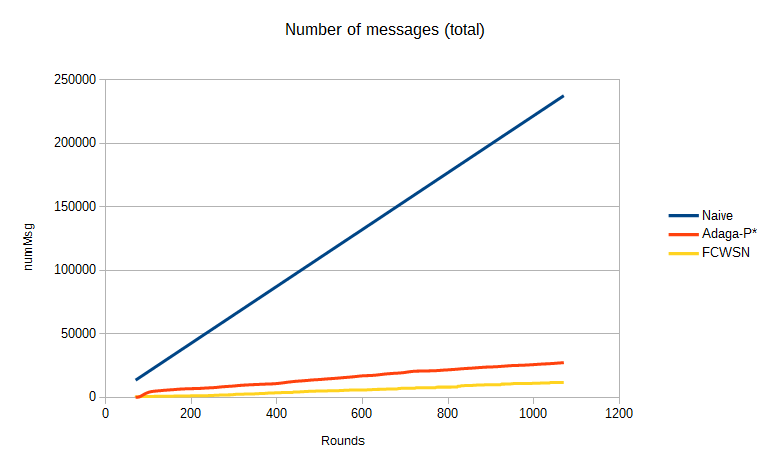 Number of messages (total)
250000
200000
150000
100000
50000
0
numMsg
0 200 400 600 800 1000 1200
Rounds
Naive
Adaga-P*
FCWSN